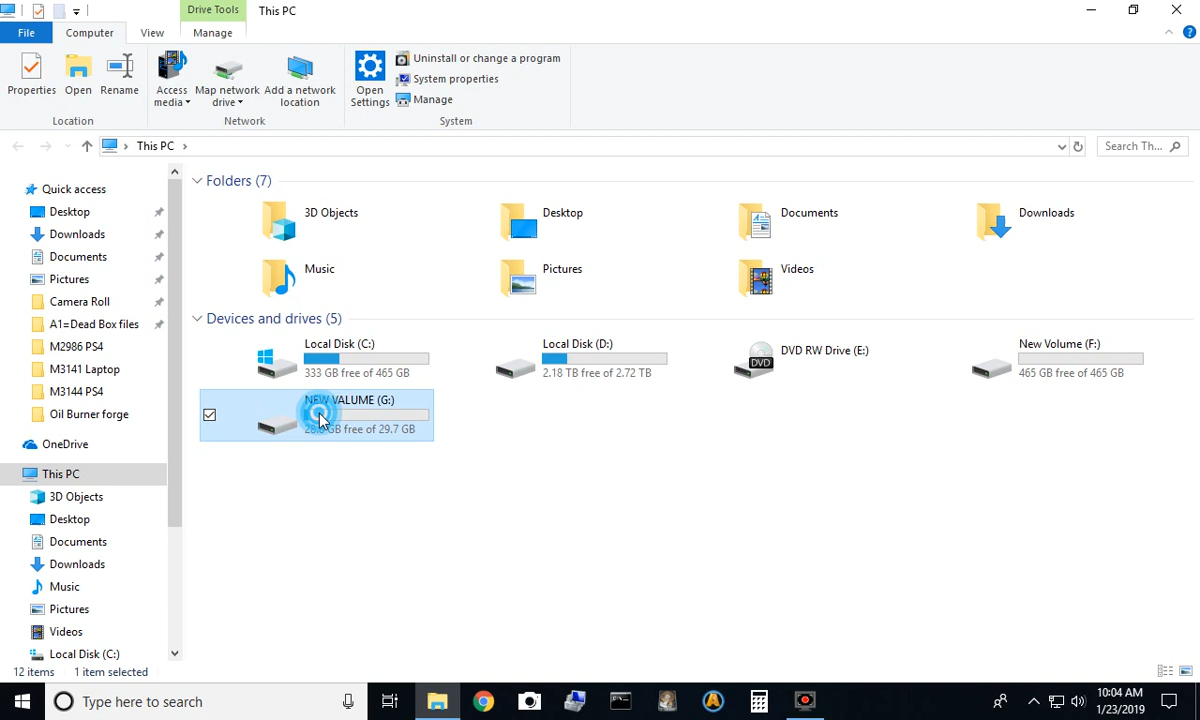 Drive Tools
This PC
File
Computer
View
Manage
Properties
Open
Rename
Access media
Map network drive
Add a network location
Open Settings
Uninstall or change a program
System properties
Manage
Location
Network
System
This PC
Search Th...
Quick access
Desktop
Downloads
Documents
Pictures
Camera Roll
A1=Dead Box files
M2986 PS4
M3141 Laptop
M3144 PS4
Oil Burner forge
OneDrive
This PC
3D Objects
Desktop
Documents
Downloads
Music
Pictures
Videos
Local Disk (C:)
Folders (7)
3D Objects
Desktop
Documents
Downloads
Music
Pictures
Videos
Devices and drives (5)
Local Disk (C:)
333 GB free of 465 GB
Local Disk (D:)
2.18 TB free of 2.72 TB
DVD
DVD RW Drive (E:)
New Volume (F:)
465 GB free of 465 GB
NEW VALUME (G:)
GB free of 29.7 GB
12 items
1 item selected
Type here to search
10:04 AM
1/23/2019